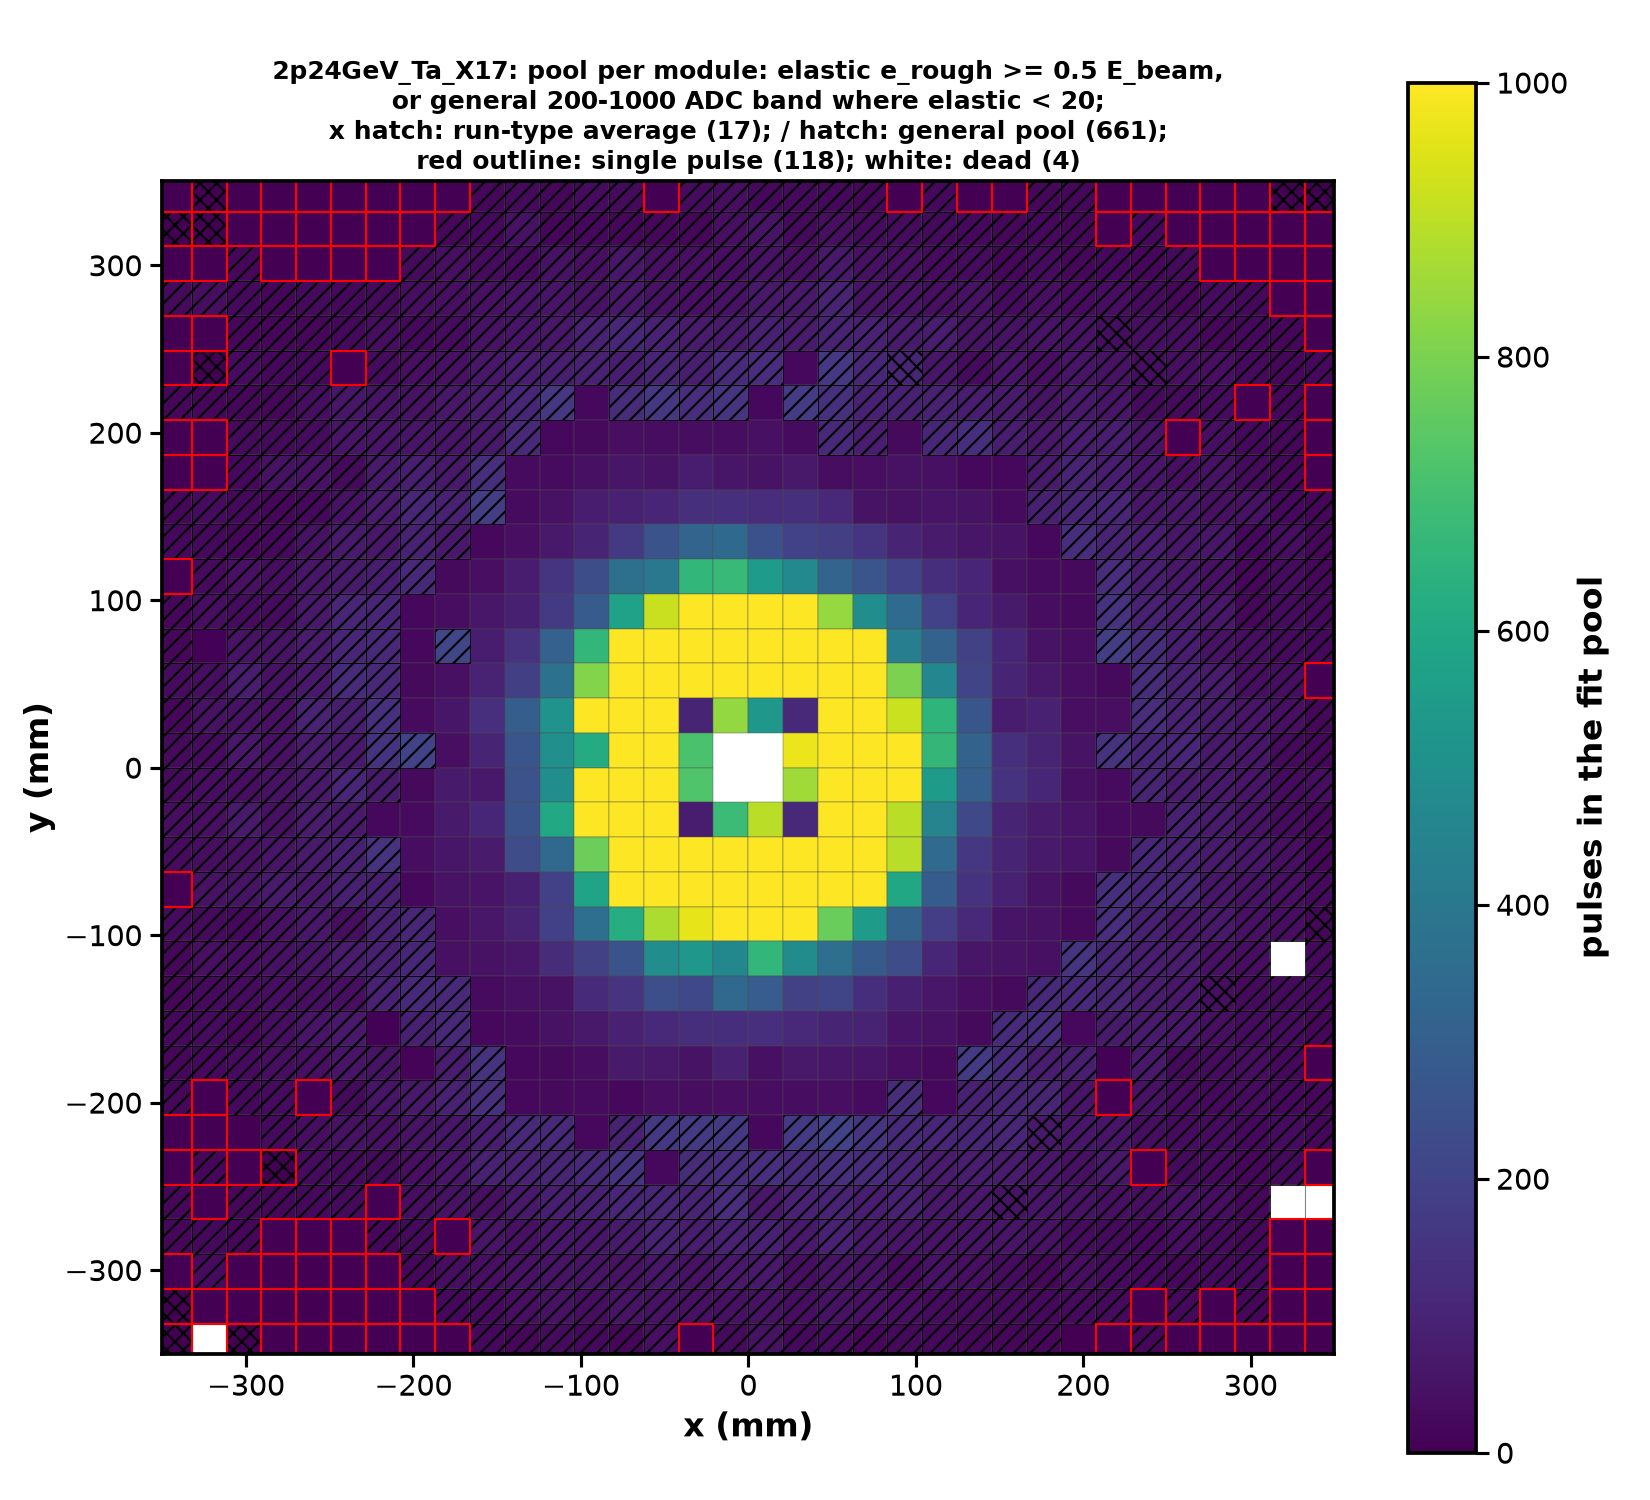 2p24GeV_Ta_X17: pool per module: elastic e_rough >= 0.5 E_beam,
or general 200-1000 ADC band where elastic < 20;
x hatch: run-type average (17); / hatch: general pool (661);
red outline: single pulse (118); white: dead (4)
1000
800
600
400
200
0
pulses in the fit pool
300
200
100
0
−100
−200
−300
y (mm)
−300
−200
−100
0
100
200
300
x (mm)